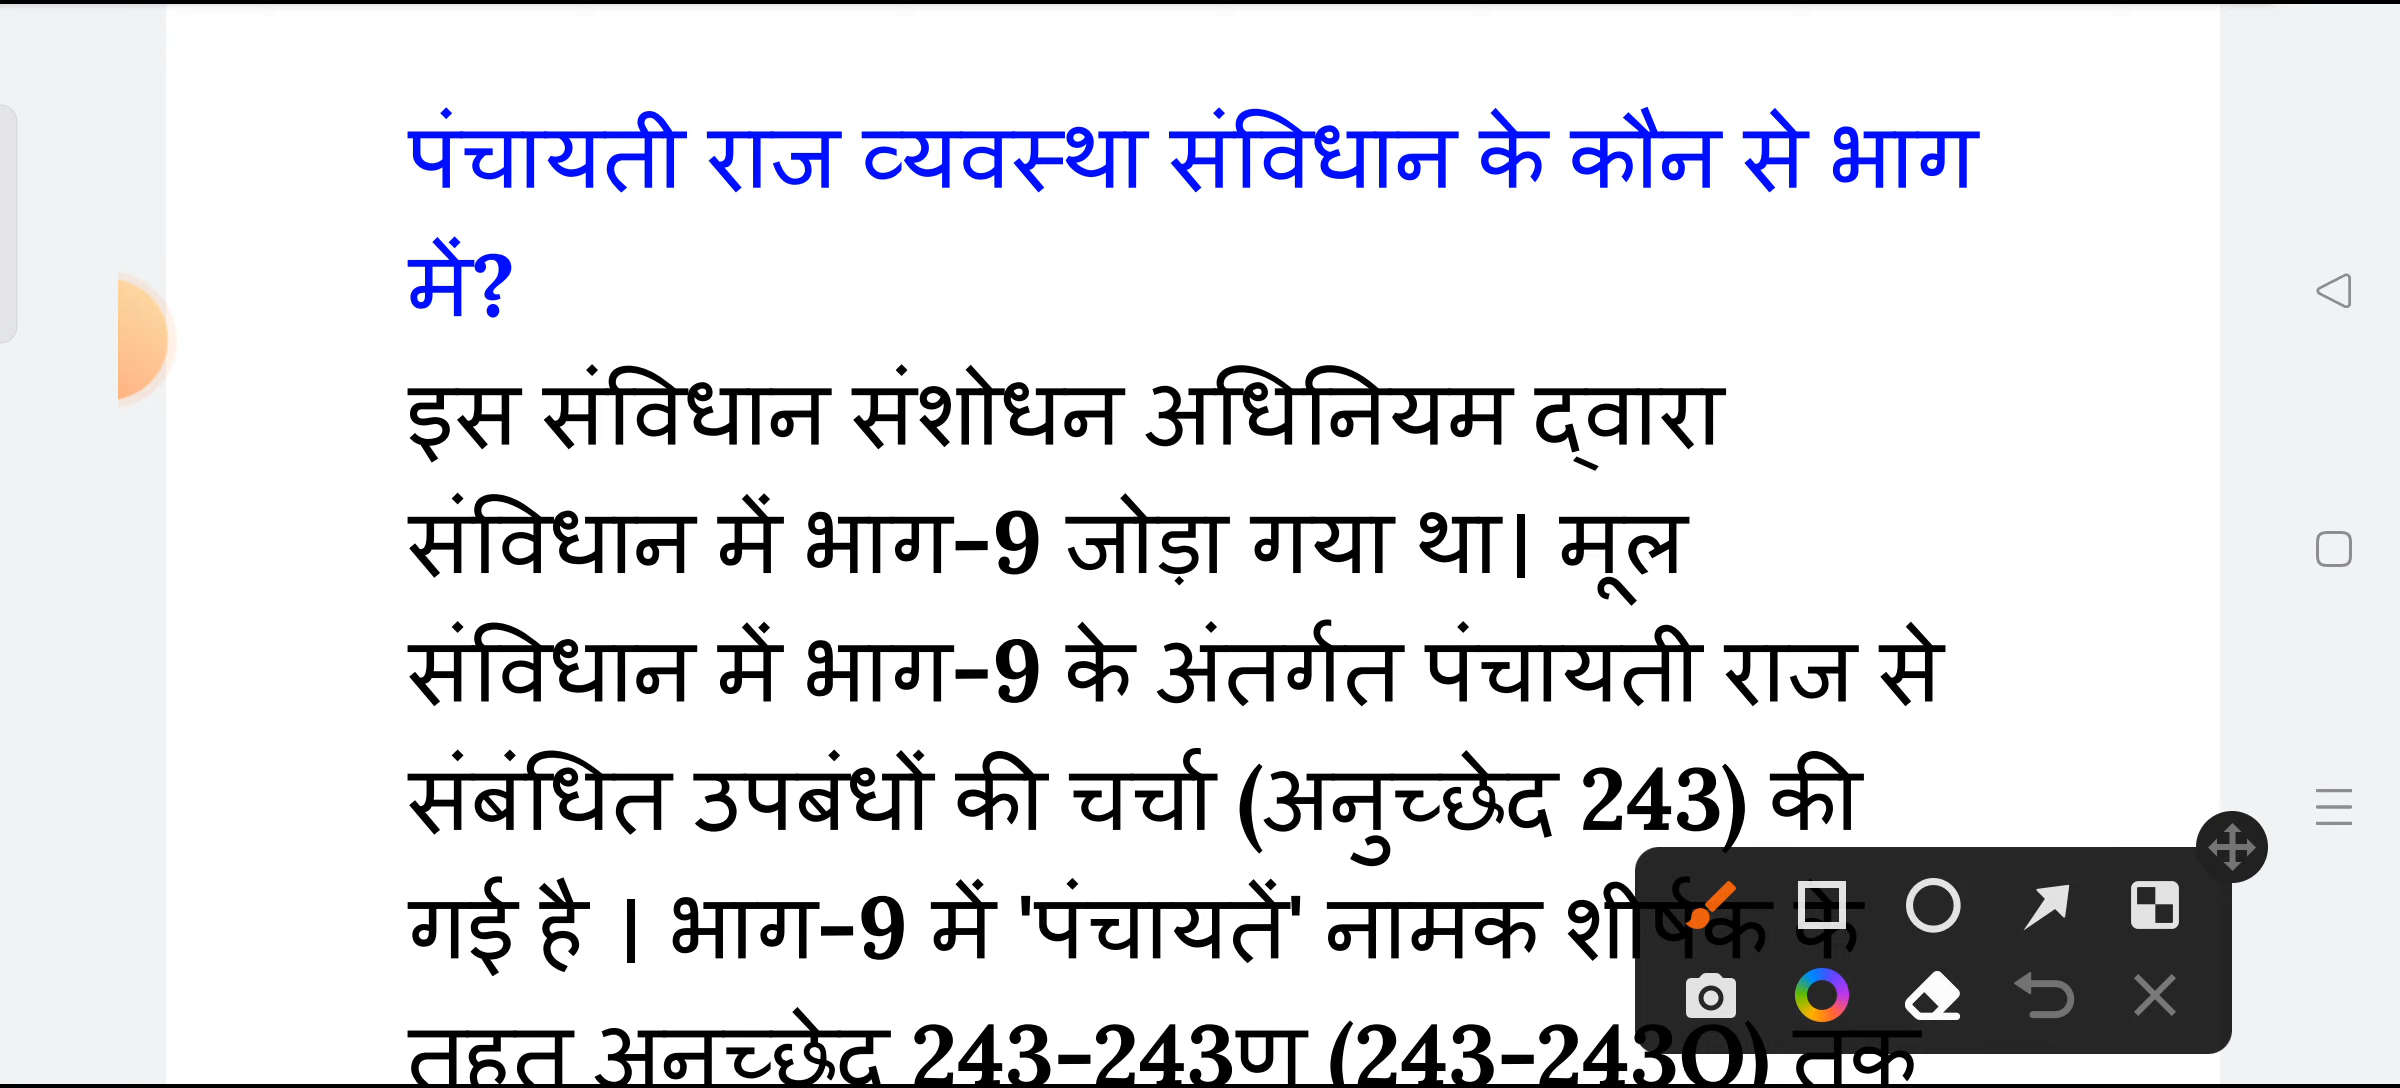 पंचायती राज व्यवस्था संविधान के कौन से भाग
में?
इस संविधान संशोधन अधिनियम द्वारा
संविधान में भाग-9 जोड़ा गया था। मूल
संविधान में भाग-9 के अंतर्गत पंचायती राज से
संबंधित उपबंधों की चर्चा (अनुच्छेद 243) की
गई है । भाग-9 में 'पंचायतें' नामक शीर्षक के
तहत अनुच्छेद 243-243ण (243-243O) तक